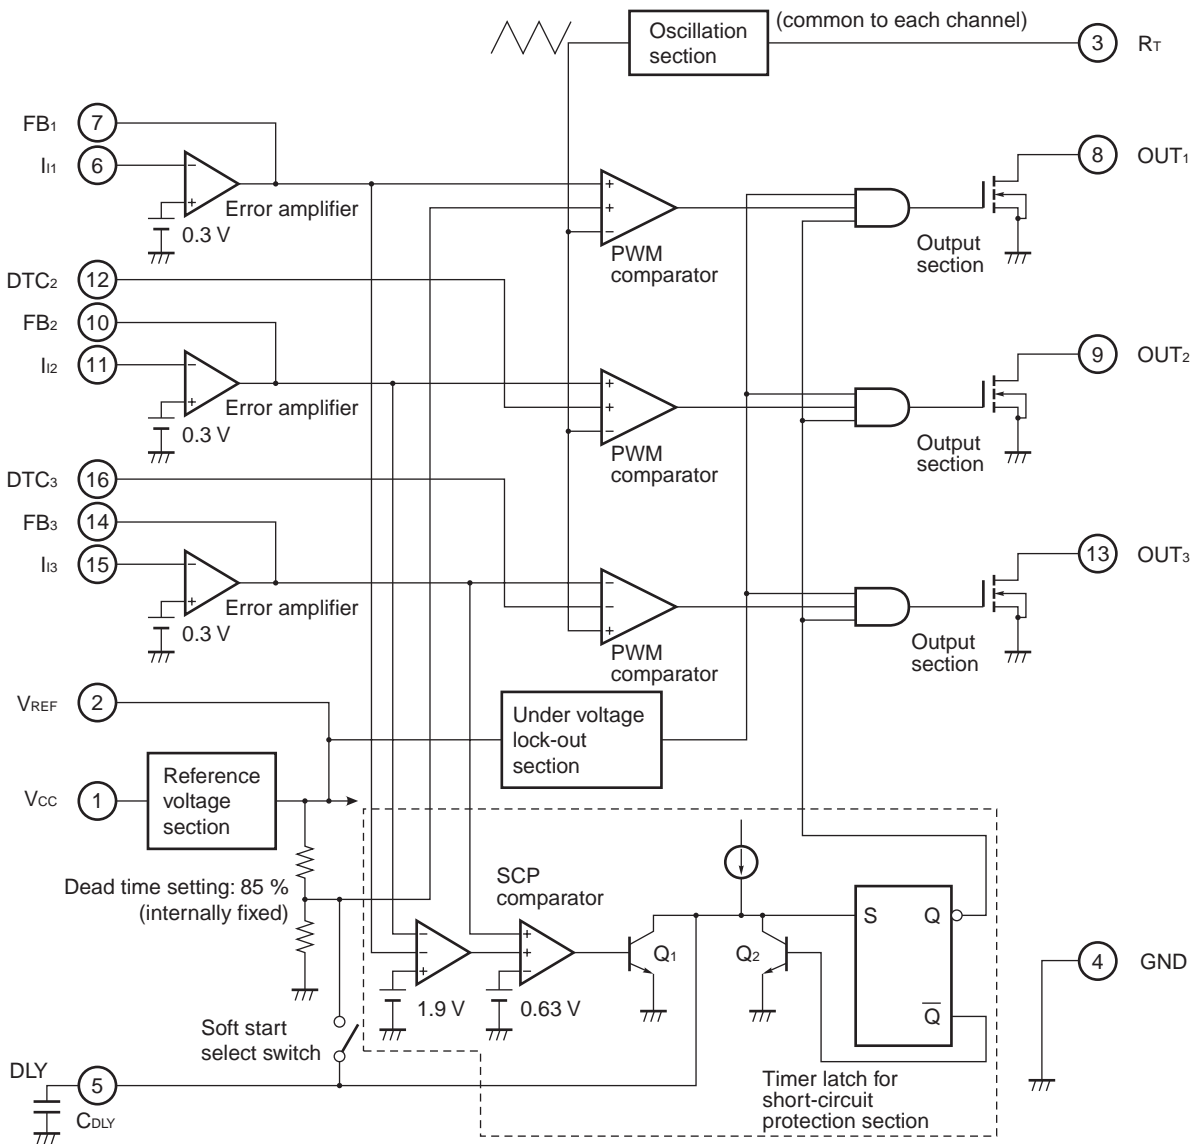 Oscillation
section
(common to each channel)
3 RT
FB1 7
II1 6
−
+
Error amplifier
0.3 V
+
+
−
PWM
comparator
Output
section
8 OUT1
DTC2 12
FB2 10
II2 11
−
+
Error amplifier
0.3 V
+
+
−
PWM
comparator
Output
section
9 OUT2
DTC3 16
FB3 14
II3 15
−
+
Error amplifier
0.3 V
−
−
+
PWM
comparator
Output
section
13 OUT3
VREF 2
Under voltage
lock-out
section
VCC 1
Reference
voltage
section
Dead time setting: 85 %
(internally fixed)
SCP
comparator
−
−
+
1.9 V
+
+
−
0.63 V
Q1
Q2
S Q
Q̅
4 GND
Soft start
select switch
DLY
5
CDLY
Timer latch for
short-circuit
protection section